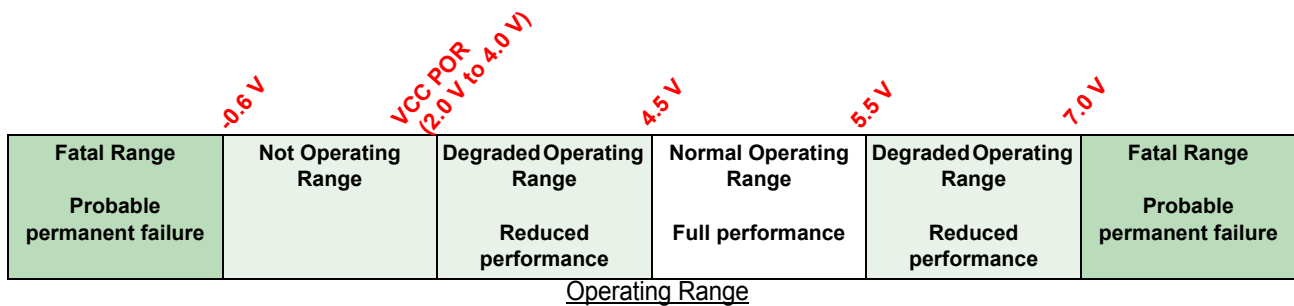 -0.6 V
VCC POR
(2.0 V to 4.0 V)
4.5 V
5.5 V
7.0 V
Fatal Range
Probable
permanent failure
Not Operating
Range
Degraded Operating
Range
Reduced
performance
Normal Operating
Range
Full performance
Degraded Operating
Range
Reduced
performance
Fatal Range
Probable
permanent failure
Operating Range